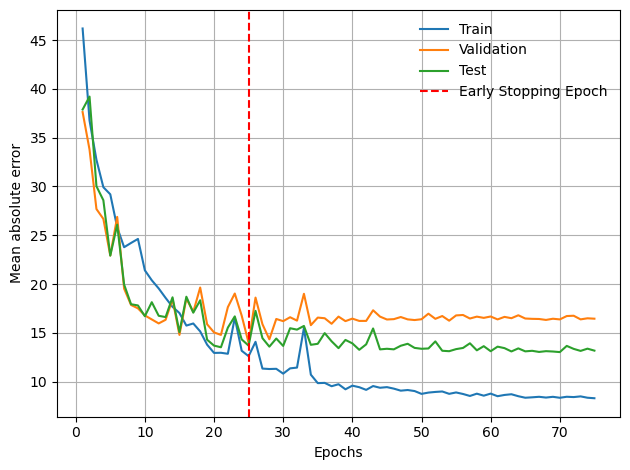 45
40
35
30
25
20
15
10
Mean absolute error
Train
Validation
Test
Early Stopping Epoch
0 10 20 30 40 50 60 70
Epochs